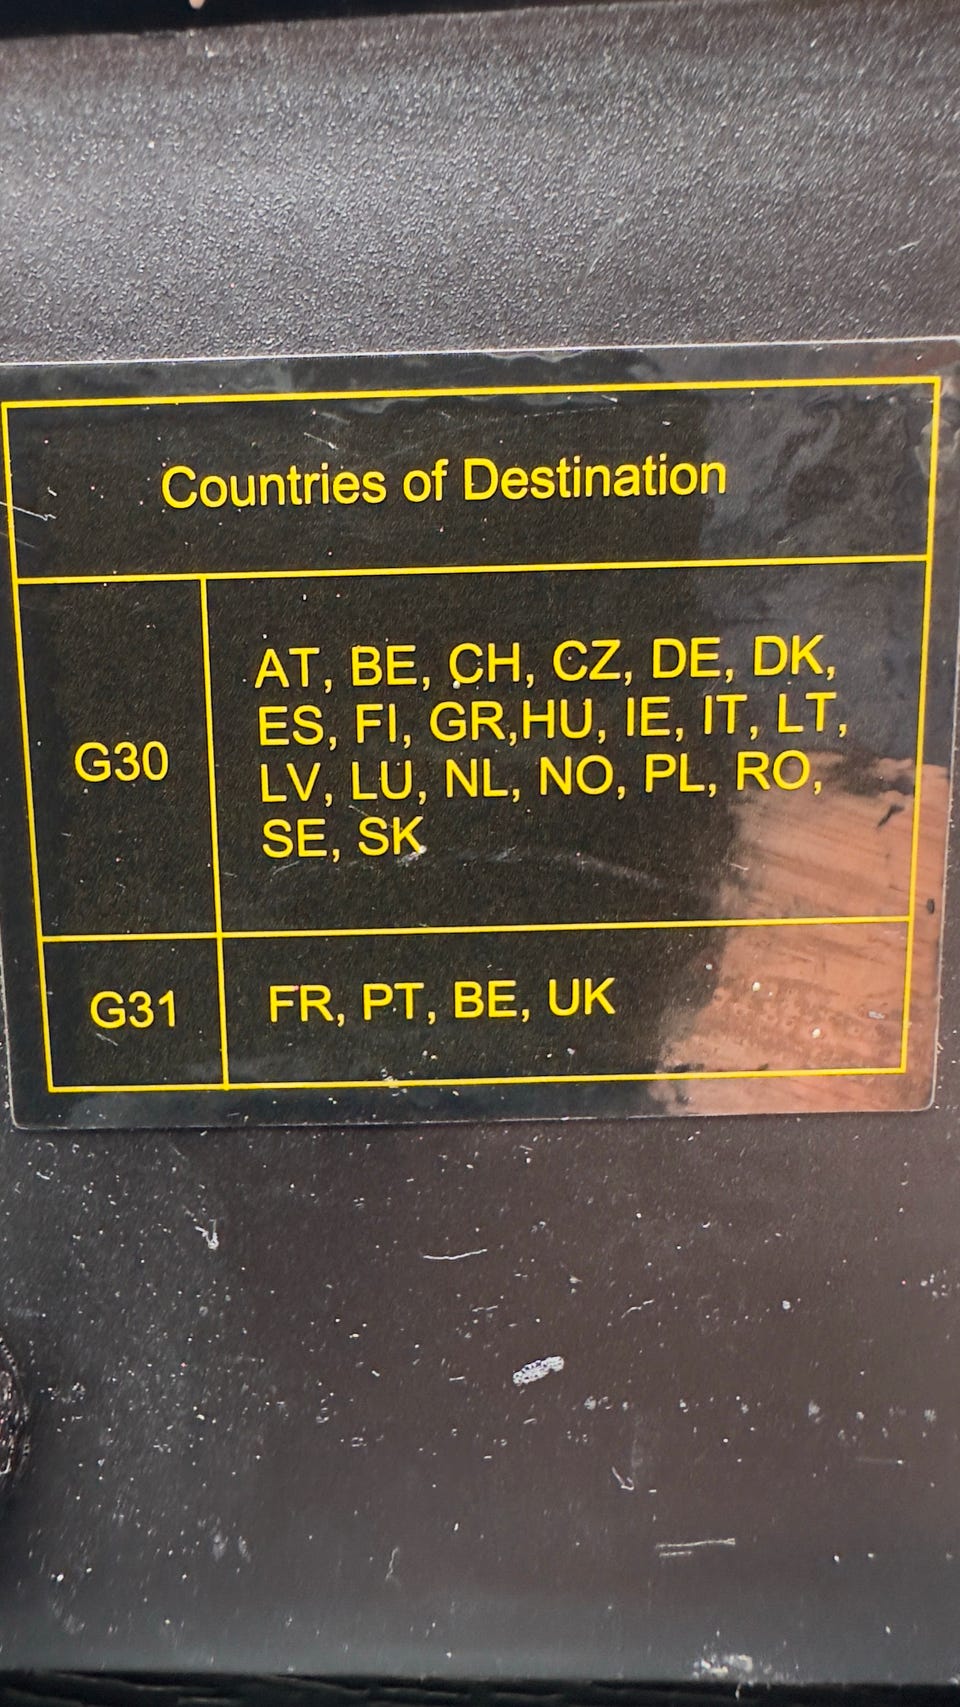 Countries of Destination
G30
AT, BE, CH, CZ, DE, DK,
ES, FI, GR,HU, IE, IT, LT,
LV, LU, NL, NO, PL, RO,
SE, SK
G31
FR, PT, BE, UK